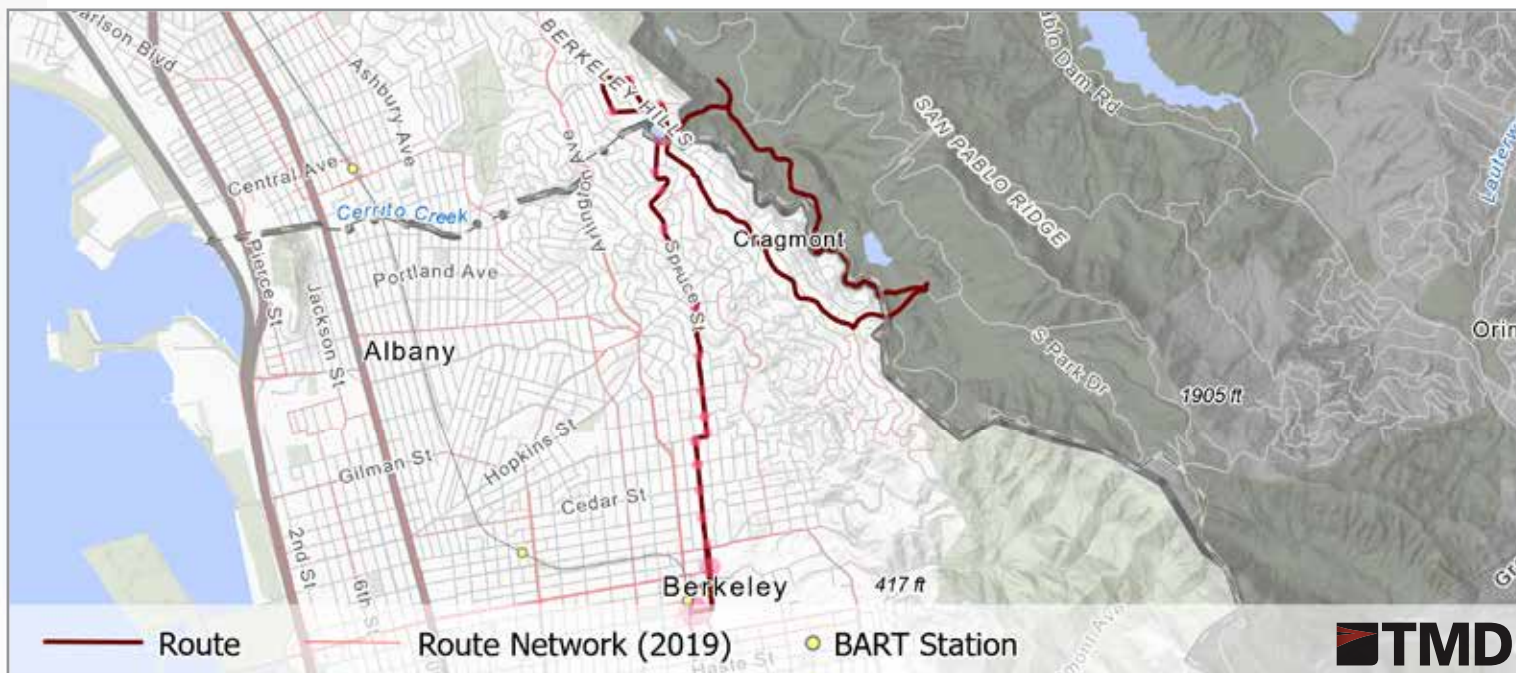 BERKELEY HILLS
Ashbury Ave
Arlington Ave
Central Ave
Cerrito Creek
SAN PABLO RIDGE
Cragmont
Spruce St
Portland Ave
Pierce St
Jackson St
Albany
S Park Dr
1905 ft
Gilman St
Hopkins St
Cedar St
2nd St
6th St
Berkeley
417 ft
Haste St
Route
Route Network (2019)
BART Station
TMD